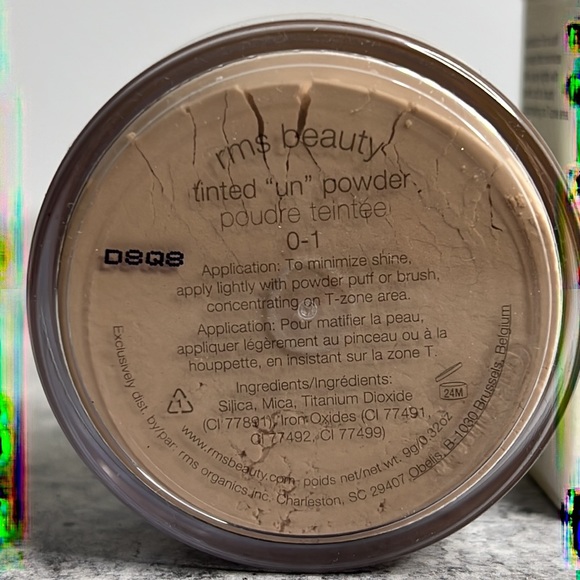 rms beauty
tinted "un" powder
poudre teintée
0-1
D8Q8
Application: To minimize shine,
apply lightly with powder puff or brush,
concentrating on T-zone area.
Application: Pour matifier la peau,
appliquer légèrement au pinceau ou à la
houppette, en insistant sur la zone T.
Ingredients/Ingrédients:
Silica, Mica, Titanium Dioxide
(CI 77891), Iron Oxides (CI 77491,
CI 77492, CI 77499)
1
24M
www.rmsbeauty.com poids net/net wt. 9g/0.32oz
Exclusively dist. by/par: rms organics,inc. Charleston, SC 29407 Obelis, B-1030 Brussels, Belgium